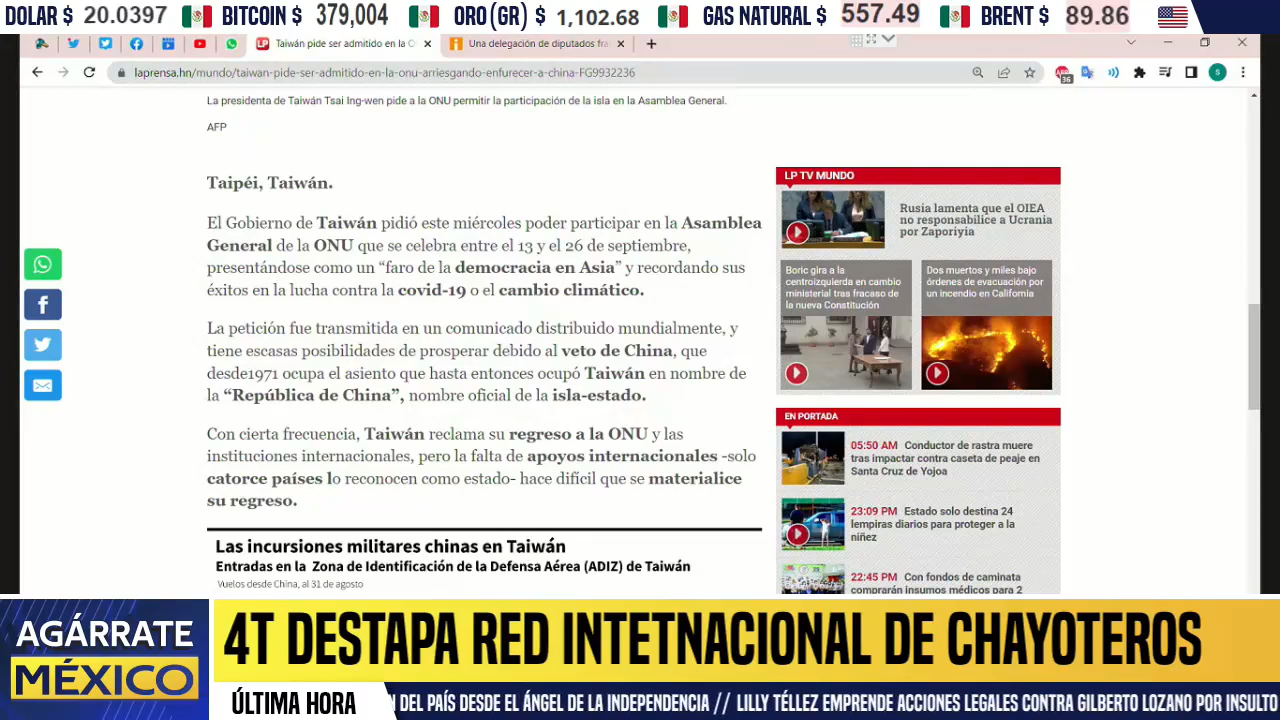 DOLAR $ 20.0397 BITCOIN $ 379,004 ORO(GR) $ 1,102.68 GAS NATURAL $ 557.49 BRENT $ 89.86
Taiwán pide ser admitido en la O
Una delegación de diputados fra
laprensa.hn/mundo/taiwan-pide-ser-admitido-en-la-onu-arriesgando-enfurecer-a-china-FG9932236
36
S
La presidenta de Taiwán Tsai Ing-wen pide a la ONU permitir la participación de la isla en la Asamblea General.
AFP
Taipéi, Taiwán.
El Gobierno de Taiwán pidió este miércoles poder participar en la Asamblea
General de la ONU que se celebra entre el 13 y el 26 de septiembre,
presentándose como un “faro de la democracia en Asia” y recordando sus
éxitos en la lucha contra la covid-19 o el cambio climático.
La petición fue transmitida en un comunicado distribuido mundialmente, y
tiene escasas posibilidades de prosperar debido al veto de China, que
desde1971 ocupa el asiento que hasta entonces ocupó Taiwán en nombre de
la “República de China”, nombre oficial de la isla-estado.
Con cierta frecuencia, Taiwán reclama su regreso a la ONU y las
instituciones internacionales, pero la falta de apoyos internacionales -solo
catorce países lo reconocen como estado- hace difícil que se materialice
su regreso.
Las incursiones militares chinas en Taiwán
Entradas en la Zona de Identificación de la Defensa Aérea (ADIZ) de Taiwán
Vuelos desde China, al 31 de agosto
LP TV MUNDO
Rusia lamenta que el OIEA
no responsabilice a Ucrania
por Zaporiyia
Boric gira a la
centroizquierda en cambio
ministerial tras fracaso de
la nueva Constitución
Dos muertos y miles bajo
órdenes de evacuación por
un incendio en California
EN PORTADA
05:50 AM Conductor de rastra muere
tras impactar contra caseta de peaje en
Santa Cruz de Yojoa
23:09 PM Estado solo destina 24
lempiras diarios para proteger a la
niñez
22:45 PM Con fondos de caminata
comprarán insumos médicos para 2
AGÁRRATE
MÉXICO
4T DESTAPA RED INTETNACIONAL DE CHAYOTEROS
ÚLTIMA HORA
N DEL PAÍS DESDE EL ÁNGEL DE LA INDEPENDENCIA // LILLY TÉLLEZ EMPRENDE ACCIONES LEGALES CONTRA GILBERTO LOZANO POR INSULTO